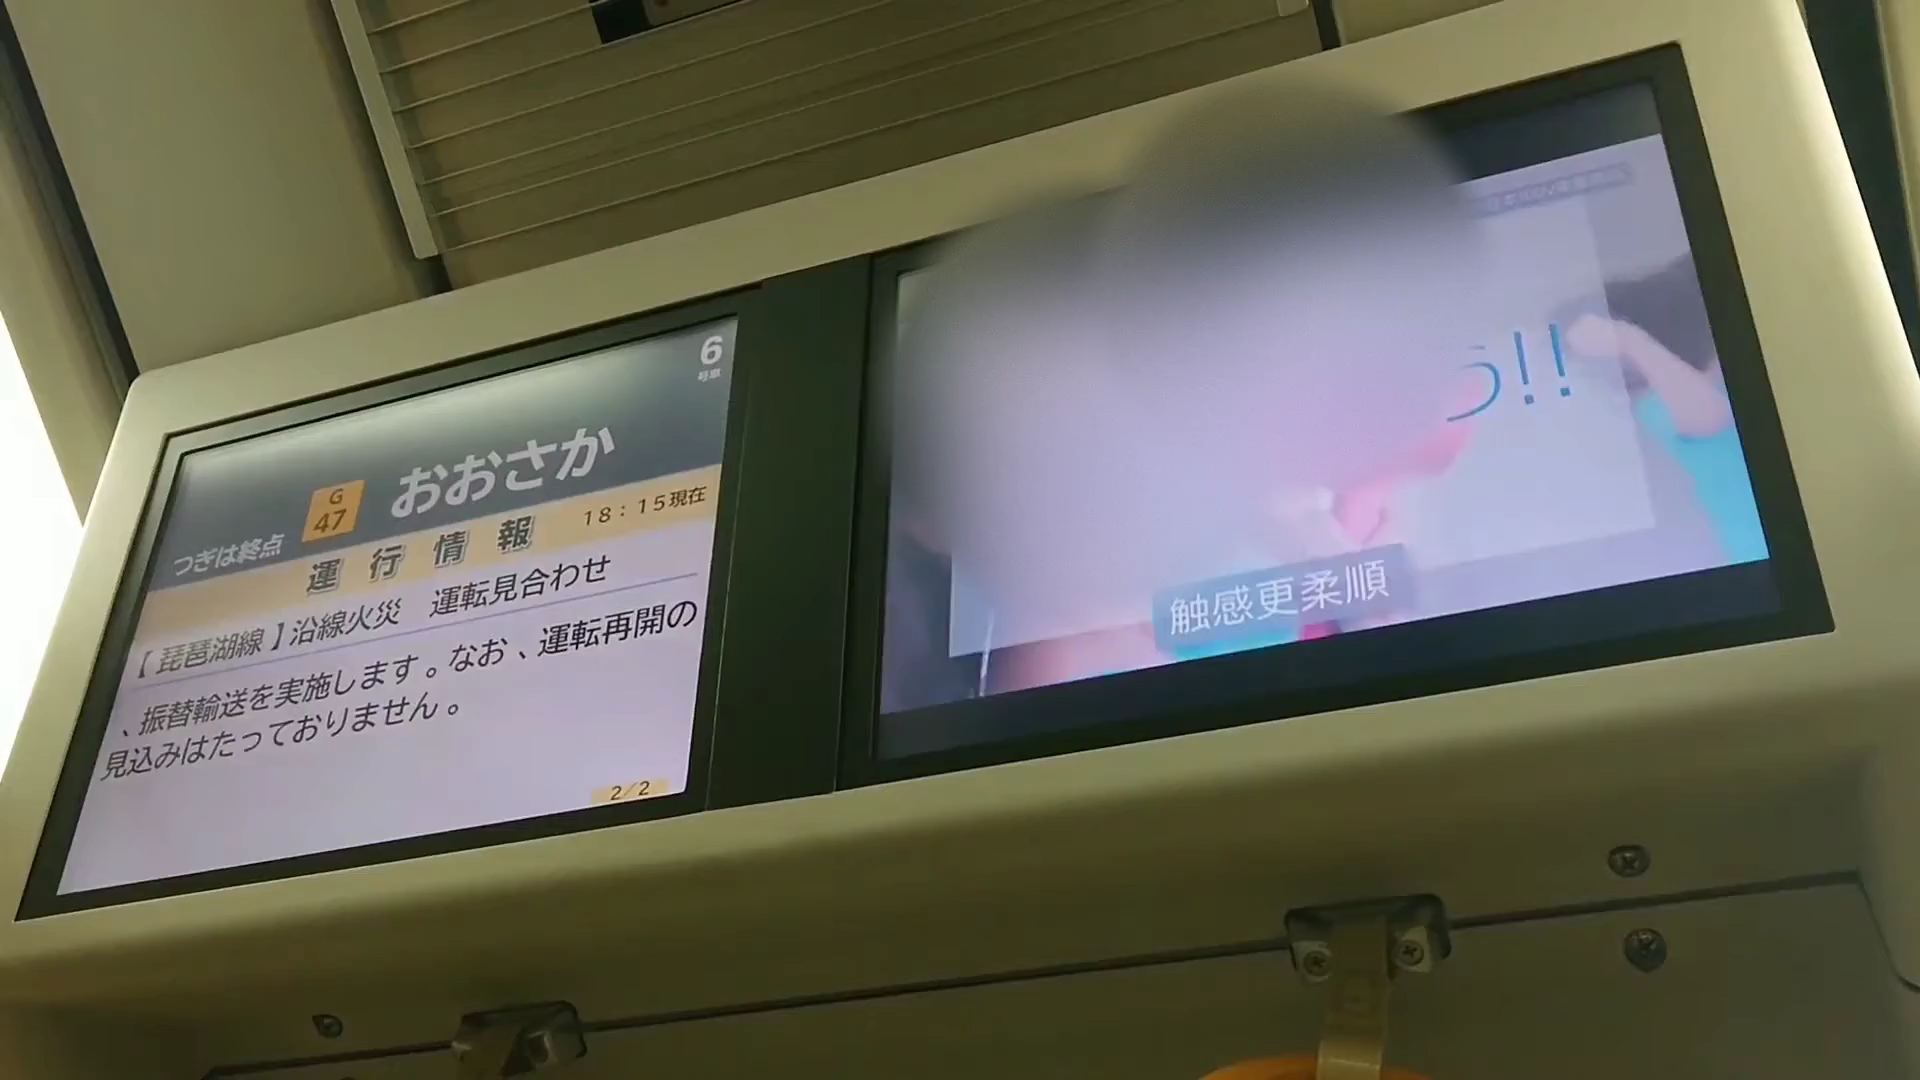 6
号車
つぎは終点
G
47
おおさか
運行情報
18:15現在
【琵琶湖線】沿線火災 運転見合わせ
、振替輸送を実施します。なお、運転再開の
見込みはたっておりません。
2/2
う!!
触感更柔順